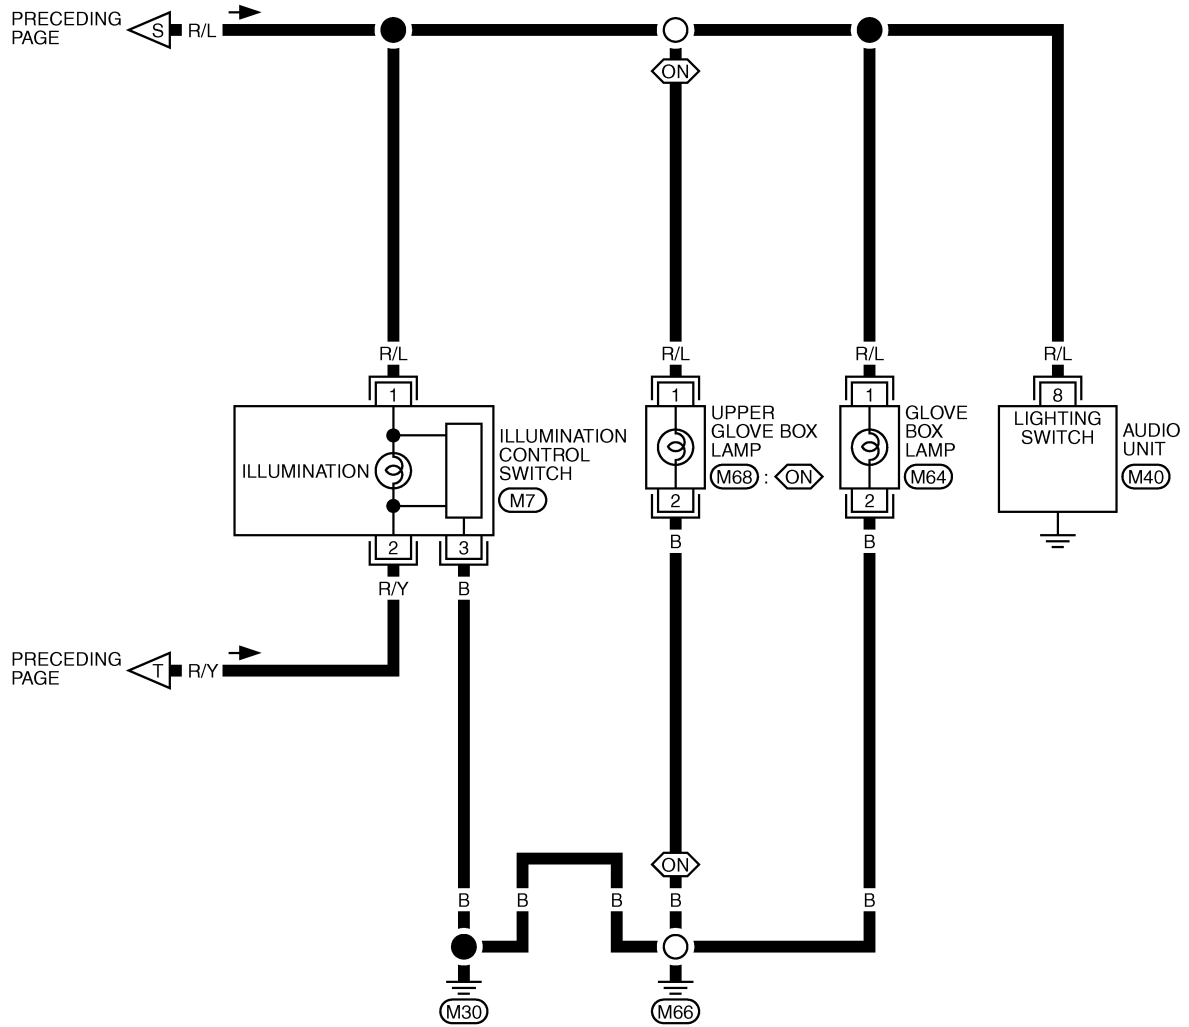 PRECEDING
PAGE
S
R/L
ON
R/L
R/L
R/L
R/L
1
1
1
8
ILLUMINATION
ILLUMINATION
CONTROL
SWITCH
M7
UPPER
GLOVE BOX
LAMP
M68 : ON
GLOVE
BOX
LAMP
M64
LIGHTING
SWITCH
AUDIO
UNIT
M40
2
3
2
2
R/Y
B
B
B
PRECEDING
PAGE
T
R/Y
ON
B
B
B
B
B
M30
M66